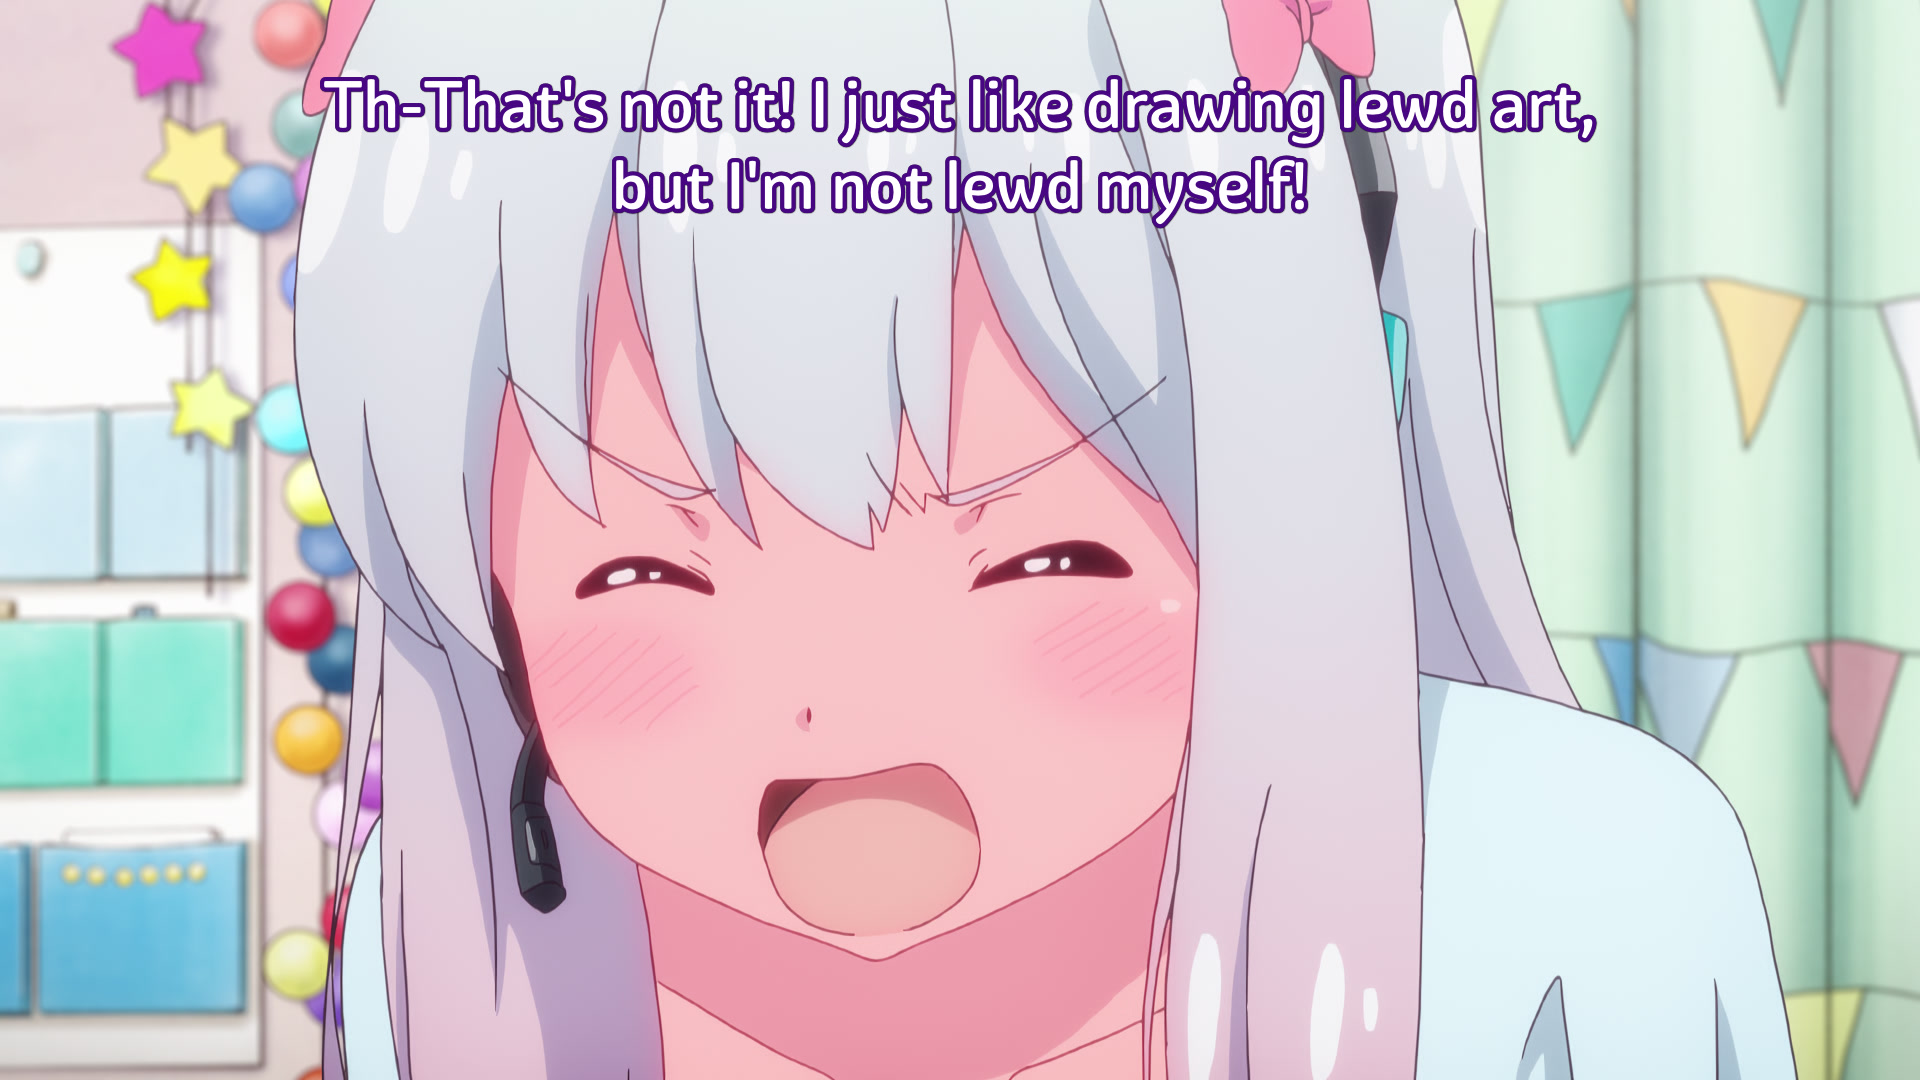 Th-That's not it! I just like drawing lewd art,
but I'm not lewd myself!